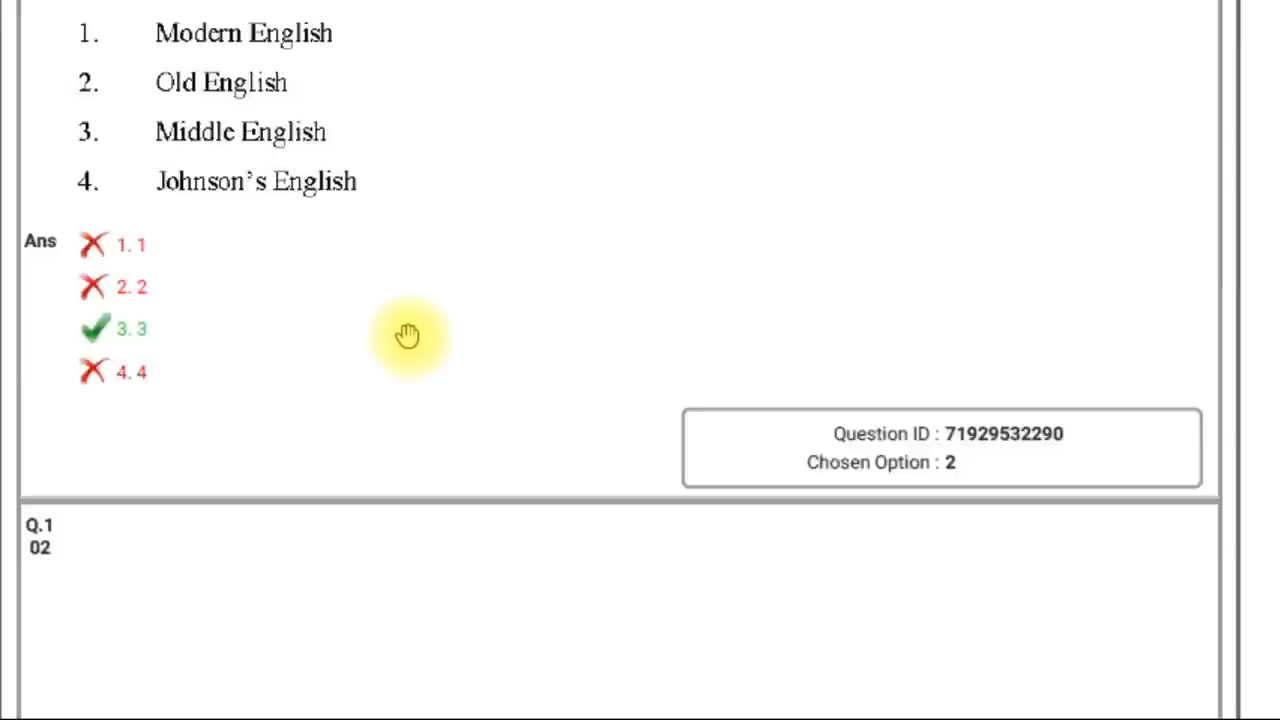 1. Modern English
2. Old English
3. Middle English
4. Johnson's English
Ans 1. 1
2. 2
3. 3
4. 4
Question ID : 71929532290
Chosen Option : 2
Q.1
02